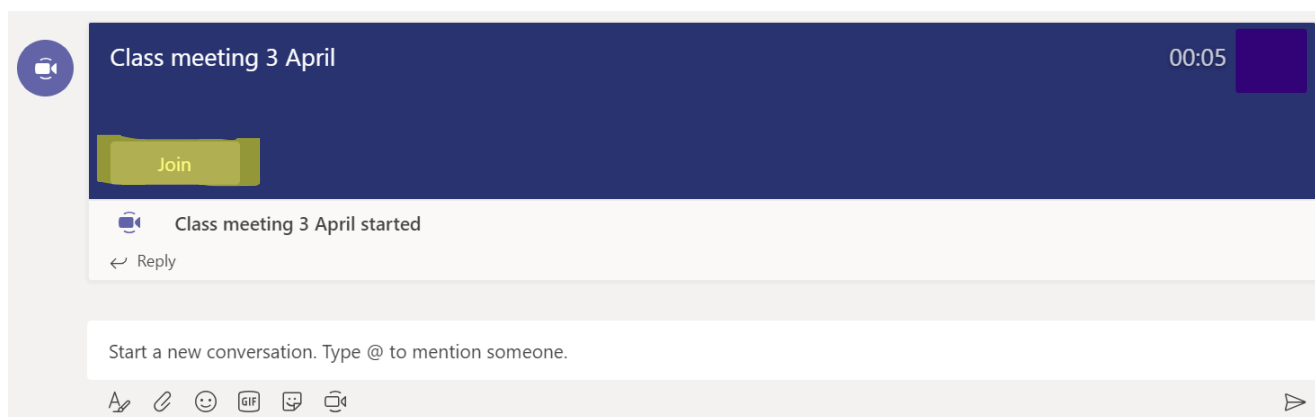 Class meeting 3 April
00:05
Join
Class meeting 3 April started
Reply
Start a new conversation. Type @ to mention someone.
GIF